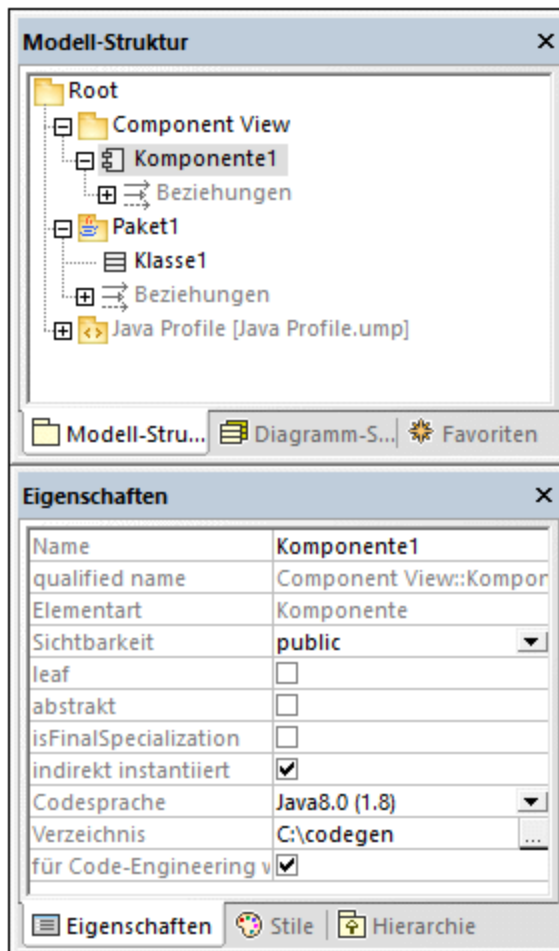 Modell-Struktur
Root
Component View
Komponente1
Beziehungen
Paket1
Klasse1
Beziehungen
Java Profile [Java Profile.ump]
Modell-Stru... Diagramm-S... Favoriten
Eigenschaften
Name Komponente1
qualified name Component View::Kompon
Elementart Komponente
Sichtbarkeit public
leaf
abstrakt
isFinalSpecialization
indirekt instantiiert
Codesprache Java8.0 (1.8)
Verzeichnis C:\codegen ...
für Code-Engineering v
Eigenschaften Stile Hierarchie